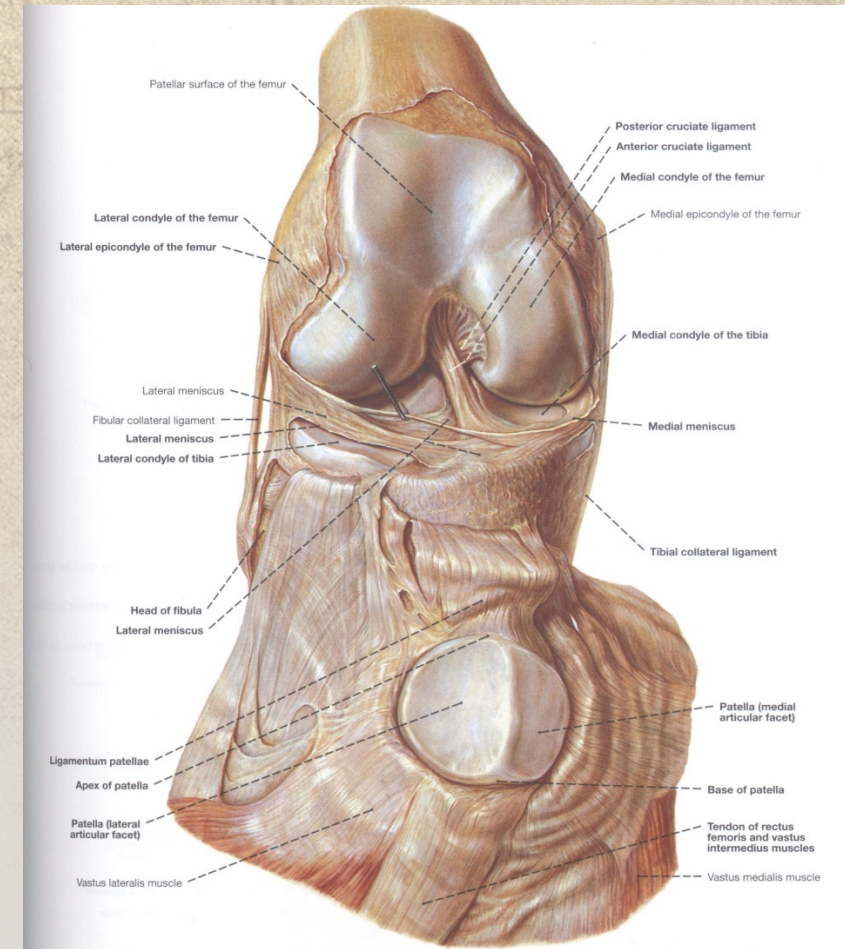 Patellar surface of the femur
Posterior cruciate ligament
Anterior cruciate ligament
Medial condyle of the femur
Lateral condyle of the femur
Medial epicondyle of the femur
Lateral epicondyle of the femur
Medial condyle of the tibia
Lateral meniscus
Fibular collateral ligament
Medial meniscus
Lateral meniscus
Lateral condyle of tibia
Tibial collateral ligament
Head of fibula
Lateral meniscus
Patella (medial
articular facet)
Ligamentum patellae
Apex of patella
Base of patella
Patella (lateral
articular facet)
Tendon of rectus
femoris and vastus
intermedius muscles
Vastus lateralis muscle
Vastus medialis muscle